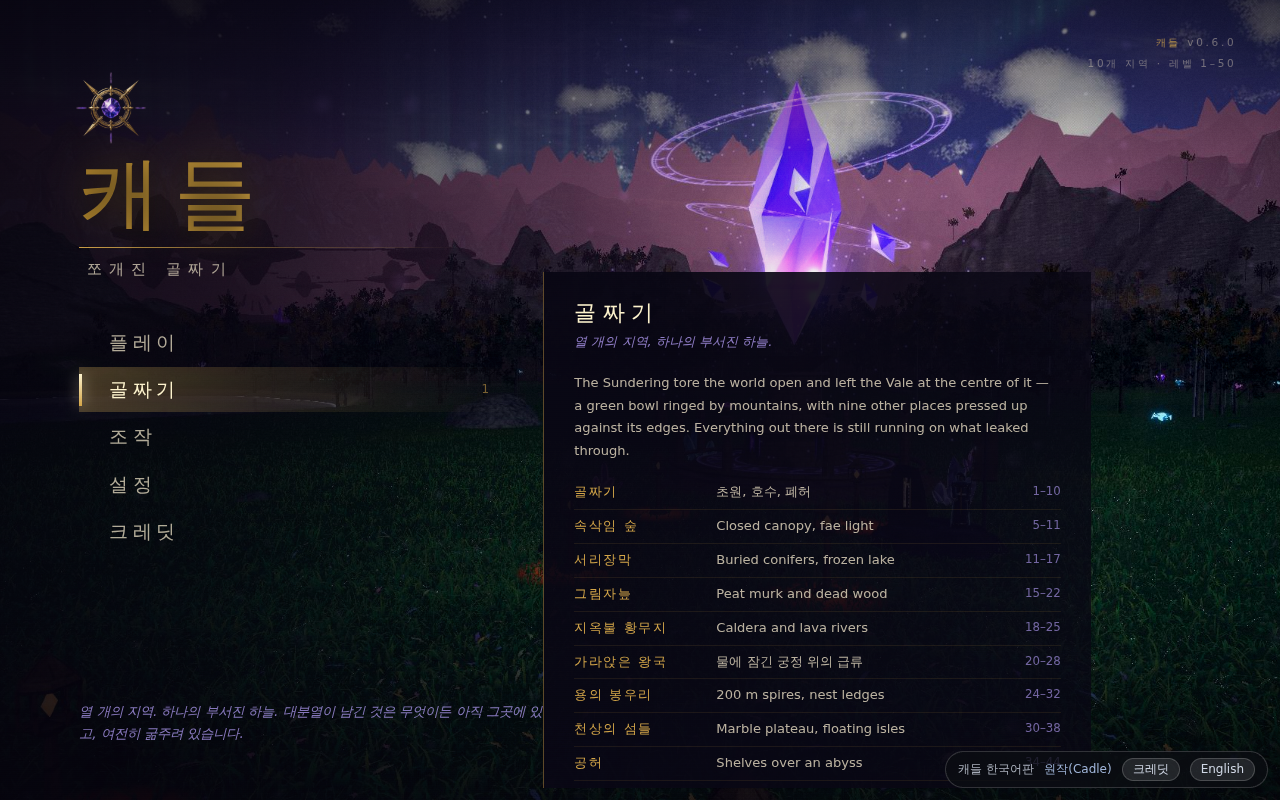 캐들 v0.6.0
10개 지역 · 레벨 1–50
캐들
쪼개진 골짜기
플레이
골짜기 1
조작
설정
크레딧
열 개의 지역. 하나의 부서진 하늘. 대분열이 남긴 것은 무엇이든 아직 그곳에 있
고, 여전히 굶주려 있습니다.
골짜기
열 개의 지역, 하나의 부서진 하늘.
The Sundering tore the world open and left the Vale at the centre of it —
a green bowl ringed by mountains, with nine other places pressed up
against its edges. Everything out there is still running on what leaked
through.
골짜기 초원, 호수, 폐허 1–10
속삭임 숲 Closed canopy, fae light 5–11
서리장막 Buried conifers, frozen lake 11–17
그림자늪 Peat murk and dead wood 15–22
지옥불 황무지 Caldera and lava rivers 18–25
가라앉은 왕국 물에 잠긴 궁정 위의 급류 20–28
용의 봉우리 200 m spires, nest ledges 24–32
천상의 섬들 Marble plateau, floating isles 30–38
공허 Shelves over an abyss
캐들 한국어판 원작(Cadle) 크레딧 English